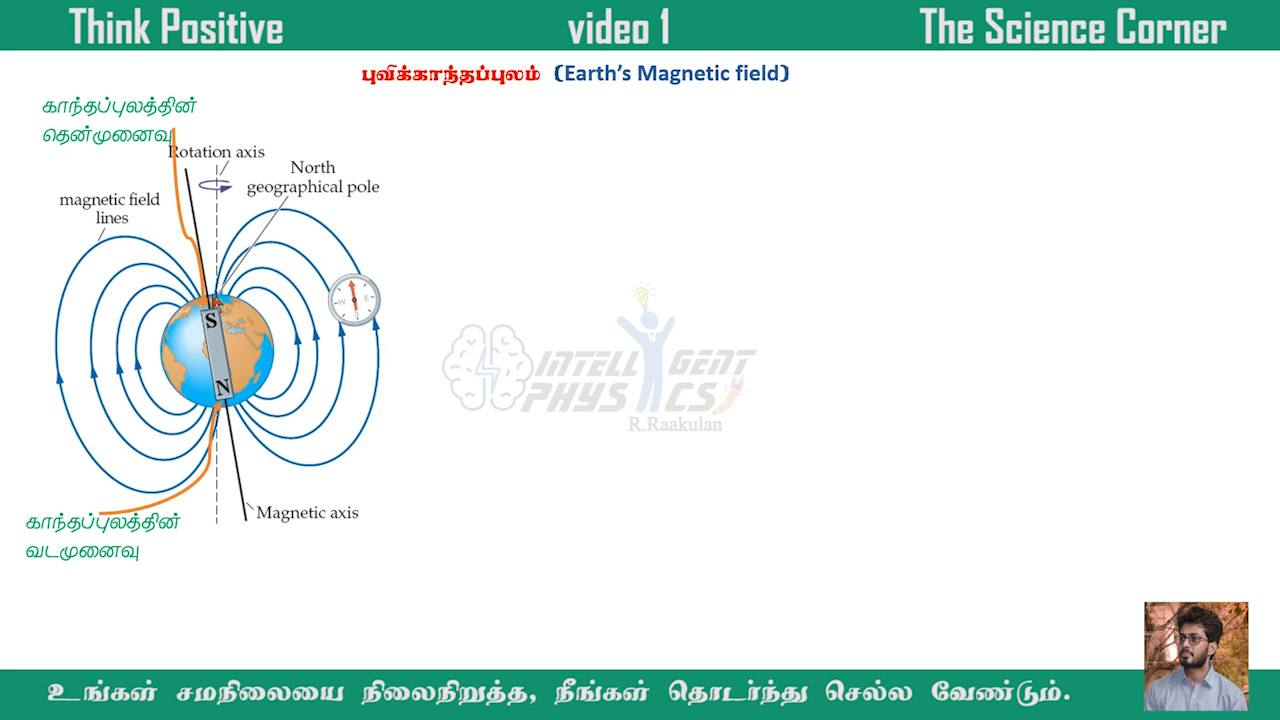 Think Positive
video 1
The Science Corner
புவிக்காந்தப்புலம் (Earth's Magnetic field)
காந்தப்புலத்தின்
தென்முனைவு
Rotation axis
North
geographical pole
magnetic field
lines
W
S
S
N
INTELLIGENT
PHYSICS
R.Raakulan
Magnetic axis
காந்தப்புலத்தின்
வடமுனைவு
உங்கள் சமநிலையை நிலைநிறுத்த, நீங்கள் தொடர்ந்து செல்ல வேண்டும்.